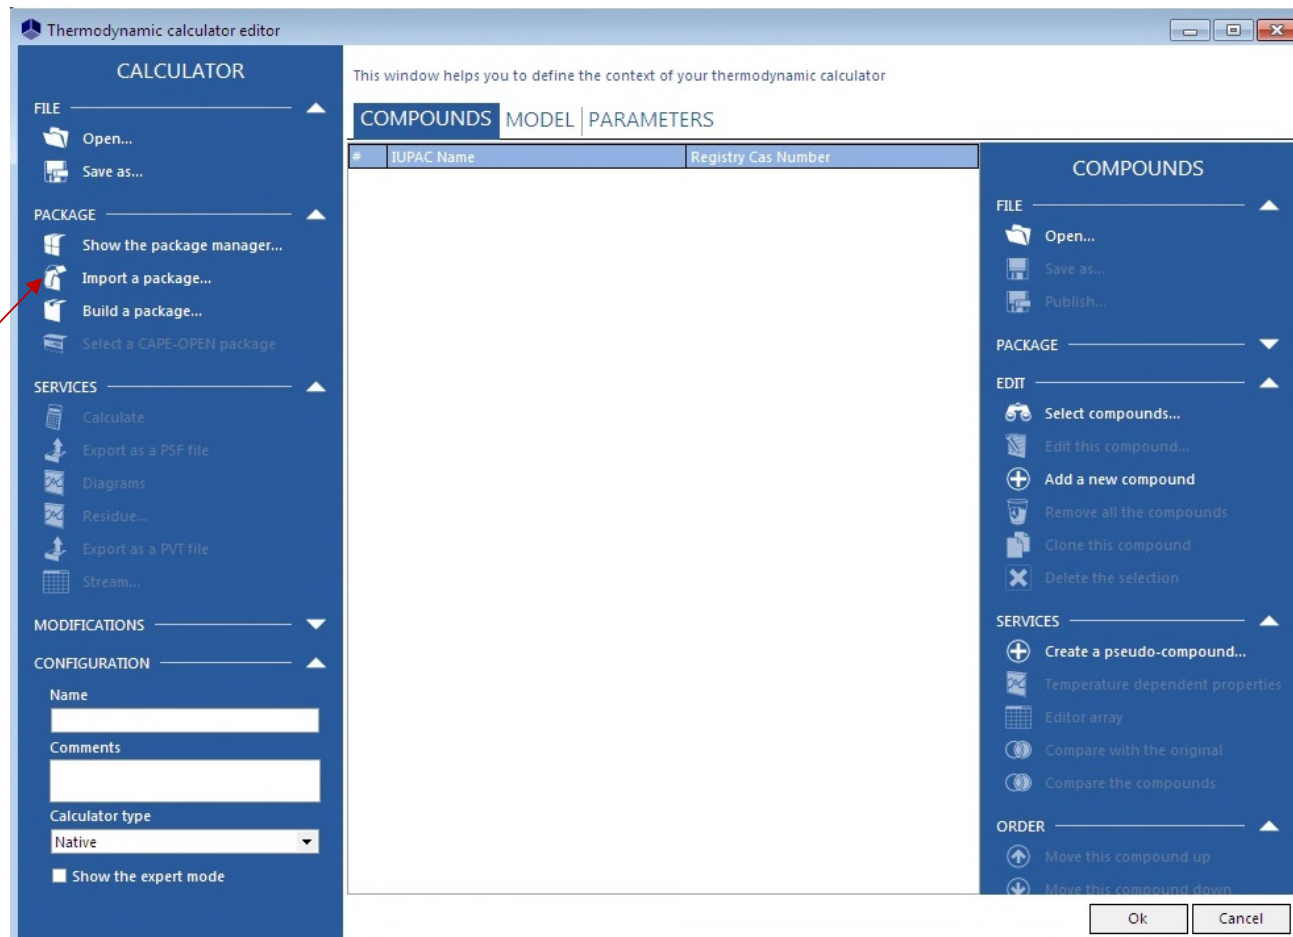 Thermodynamic calculator editor
CALCULATOR
FILE
Open...
Save as...
PACKAGE
Show the package manager...
Import a package...
Build a package...
Select a CAPE-OPEN package
SERVICES
Calculate
Export as a PSF file
Diagrams
Residue...
Export as a PVT file
Stream...
MODIFICATIONS
CONFIGURATION
Name
Comments
Calculator type
Native
Show the expert mode
This window helps you to define the context of your thermodynamic calculator
COMPOUNDS MODEL PARAMETERS
# IUPAC Name Registry Cas Number
COMPOUNDS
FILE
Open...
Save as...
Publish...
PACKAGE
EDIT
Select compounds...
Edit this compound...
Add a new compound
Remove all the compounds
Clone this compound
Delete the selection
SERVICES
Create a pseudo-compound...
Temperature dependent properties
Editor array
Compare with the original
Compare the compounds
ORDER
Move this compound up
Move this compound down
Ok Cancel